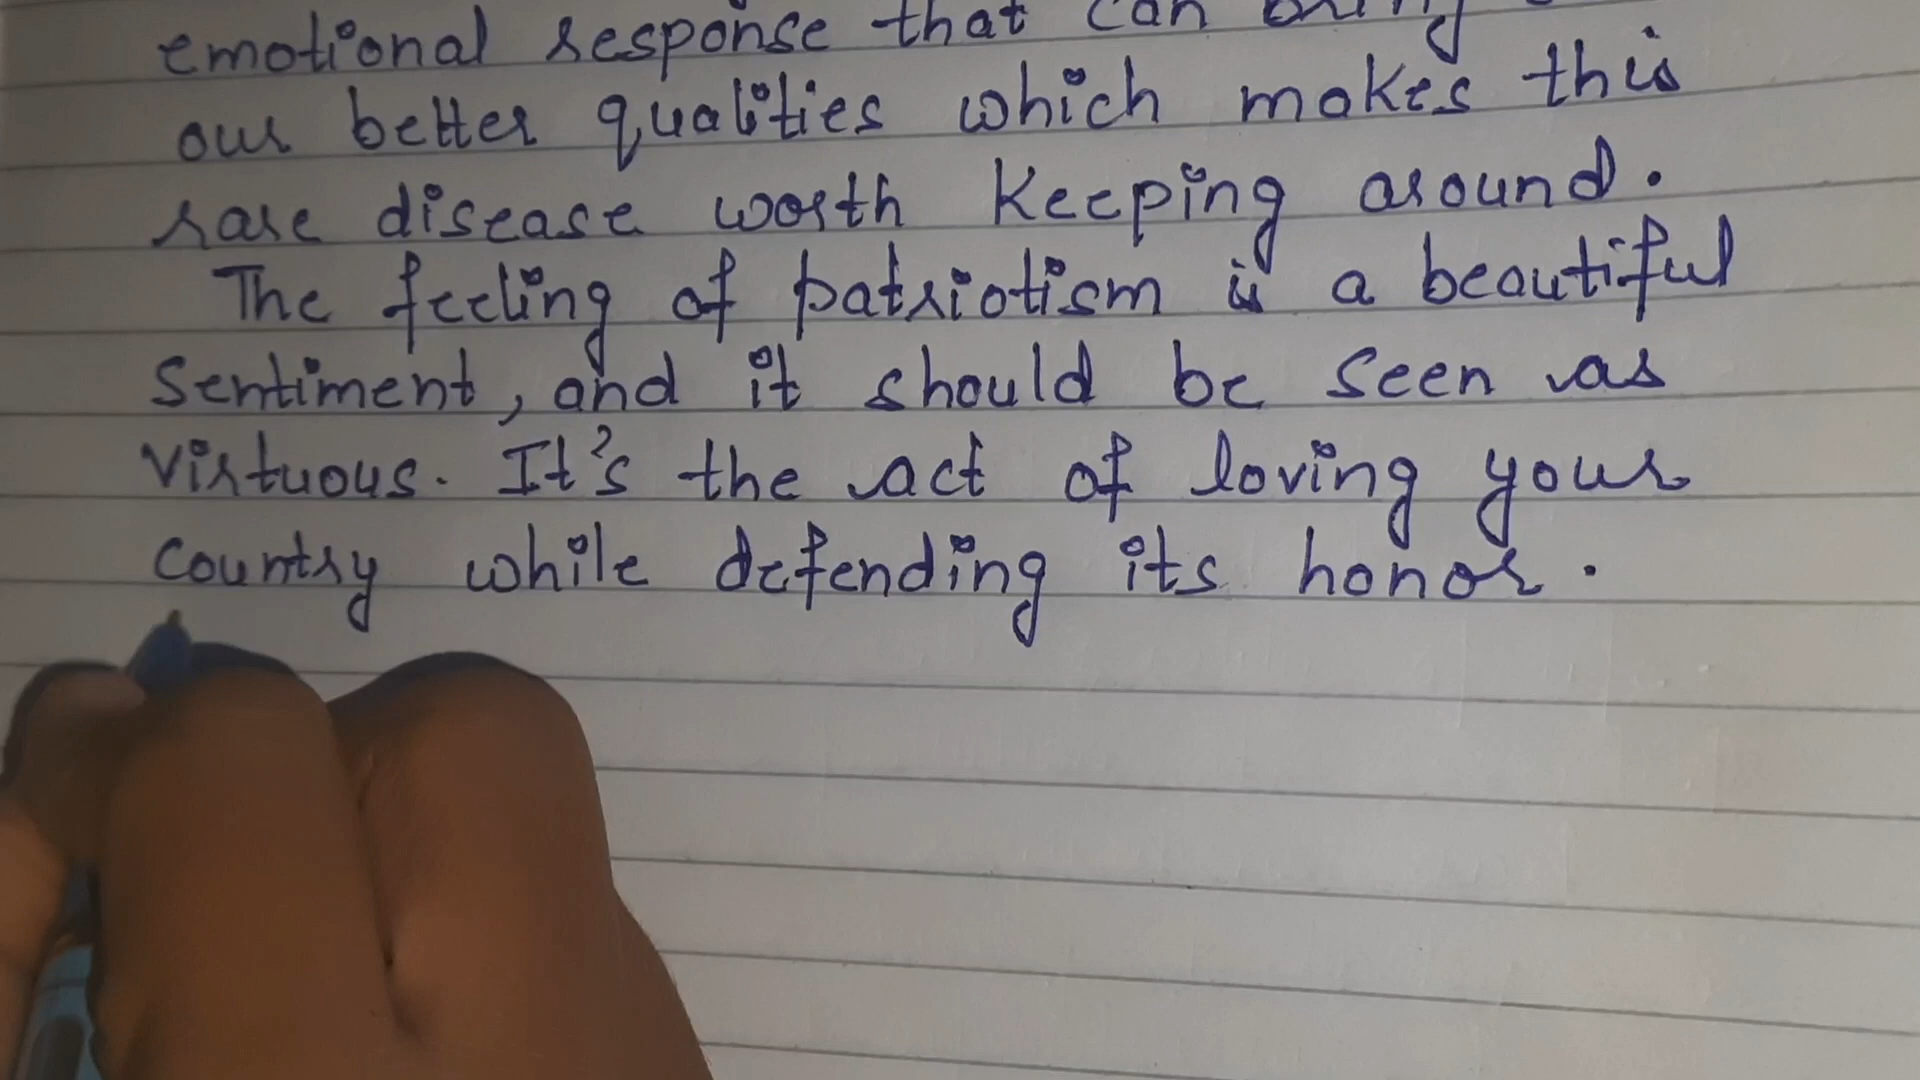 emotional response that can bring
our better qualities which makes this
rare disease worth keeping around.
The feeling of patriotism is a beautiful
Sentiment, and it should be seen as
virtuous. It's the act of loving your
country while defending its honor.